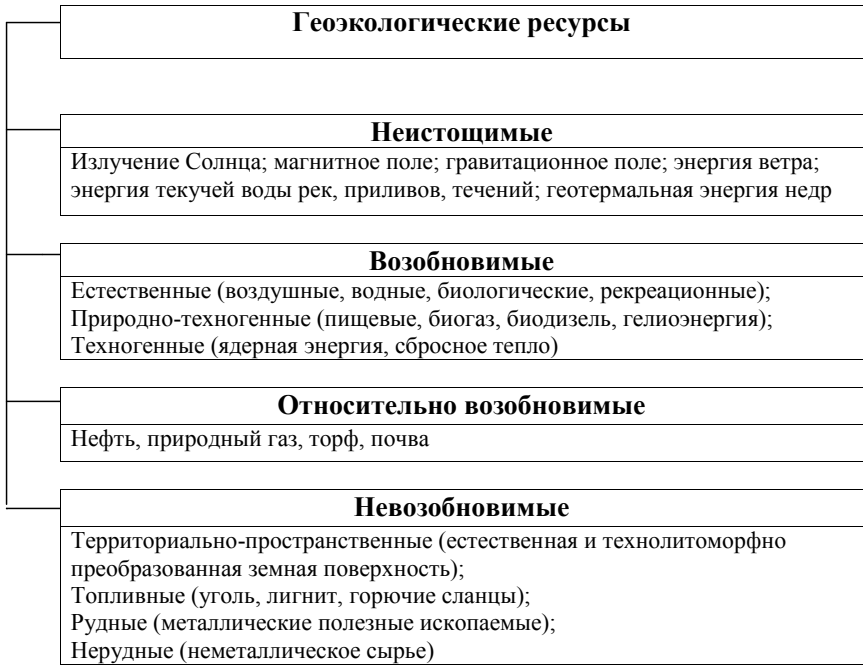 Геоэкологические ресурсы
Неистощимые
Излучение Солнца; магнитное поле; гравитационное поле; энергия ветра;
энергия текучей воды рек, приливов, течений; геотермальная энергия недр
Возобновимые
Естественные (воздушные, водные, биологические, рекреационные);
Природно-техногенные (пищевые, биогаз, биодизель, гелиоэнергия);
Техногенные (ядерная энергия, сбросное тепло)
Относительно возобновимые
Нефть, природный газ, торф, почва
Невозобновимые
Территориально-пространственные (естественная и технолитоморфно
преобразованная земная поверхность);
Топливные (уголь, лигнит, горючие сланцы);
Рудные (металлические полезные ископаемые);
Нерудные (неметаллическое сырье)